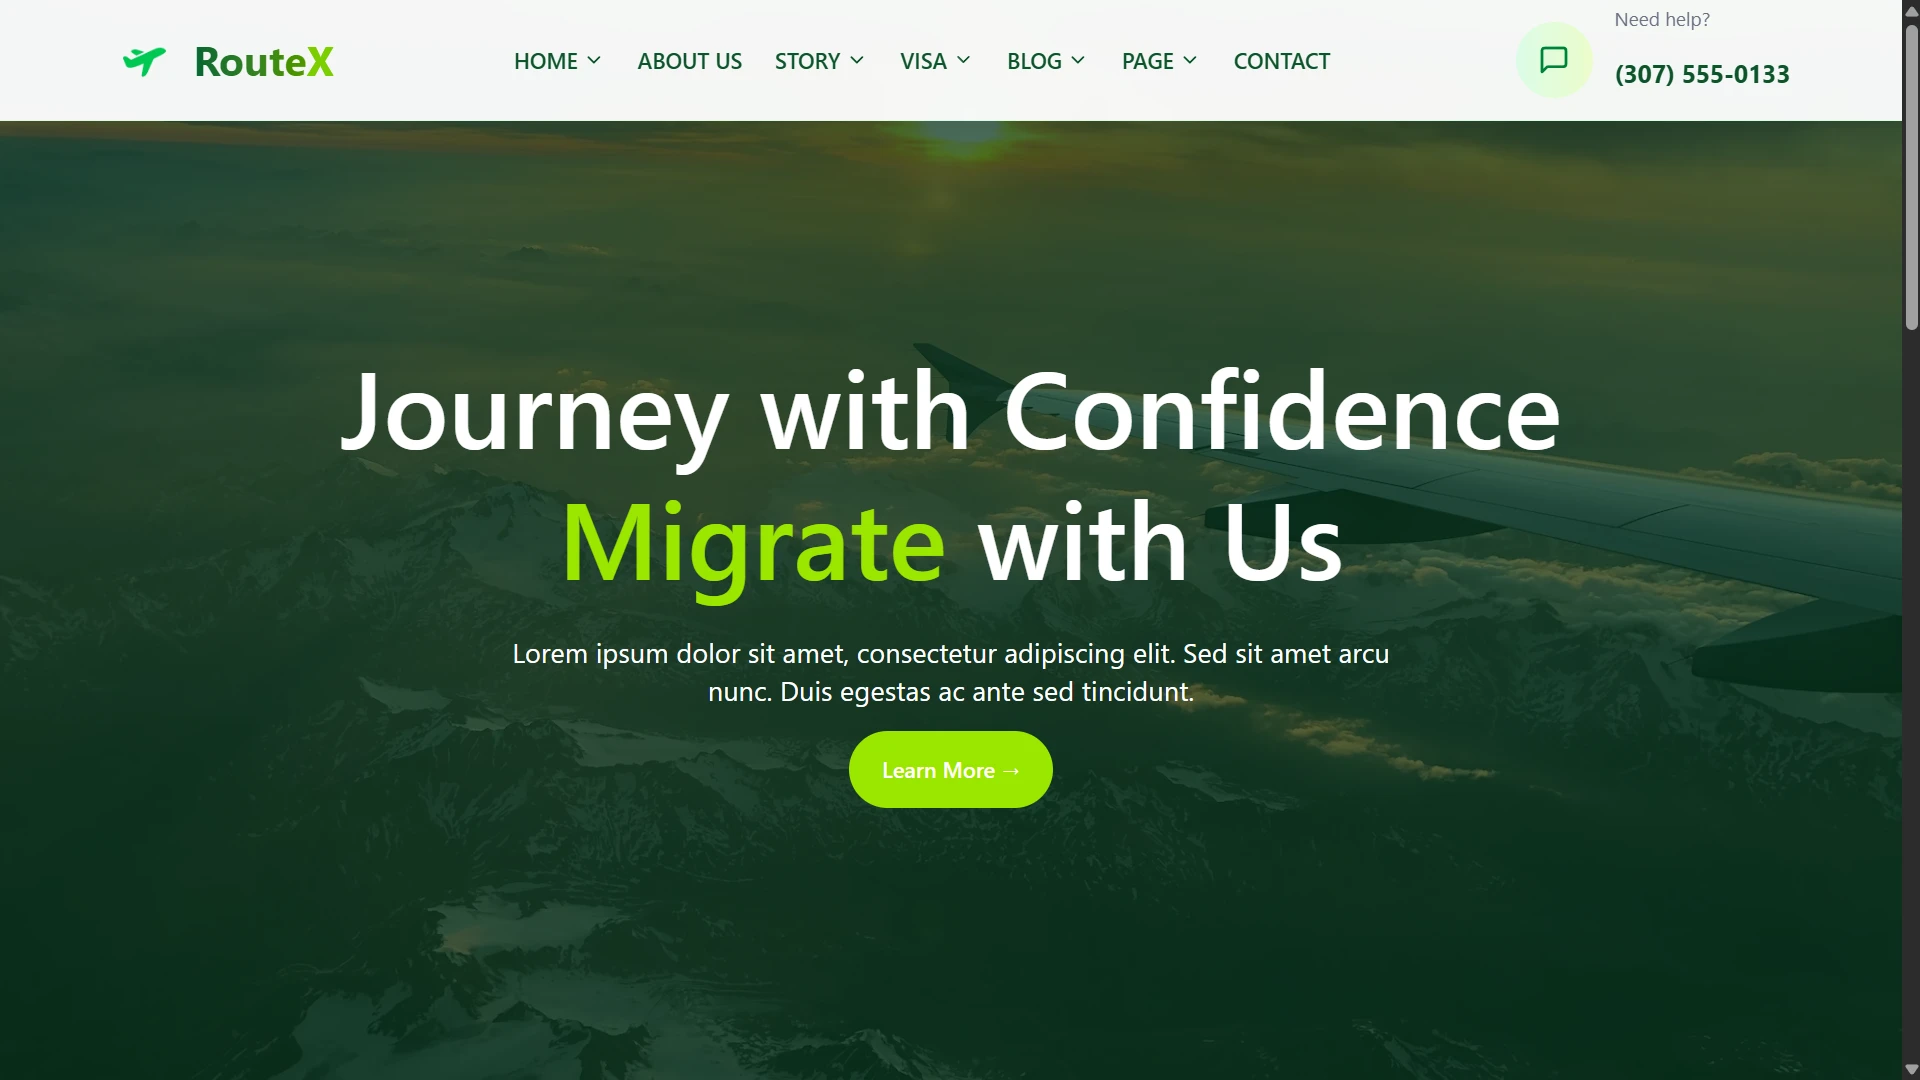 RouteX
HOME
ABOUT US
STORY
VISA
BLOG
PAGE
CONTACT
Need help?
(307) 555-0133
Journey with Confidence
Migrate with Us
Lorem ipsum dolor sit amet, consectetur adipiscing elit. Sed sit amet arcu
nunc. Duis egestas ac ante sed tincidunt.
Learn More →